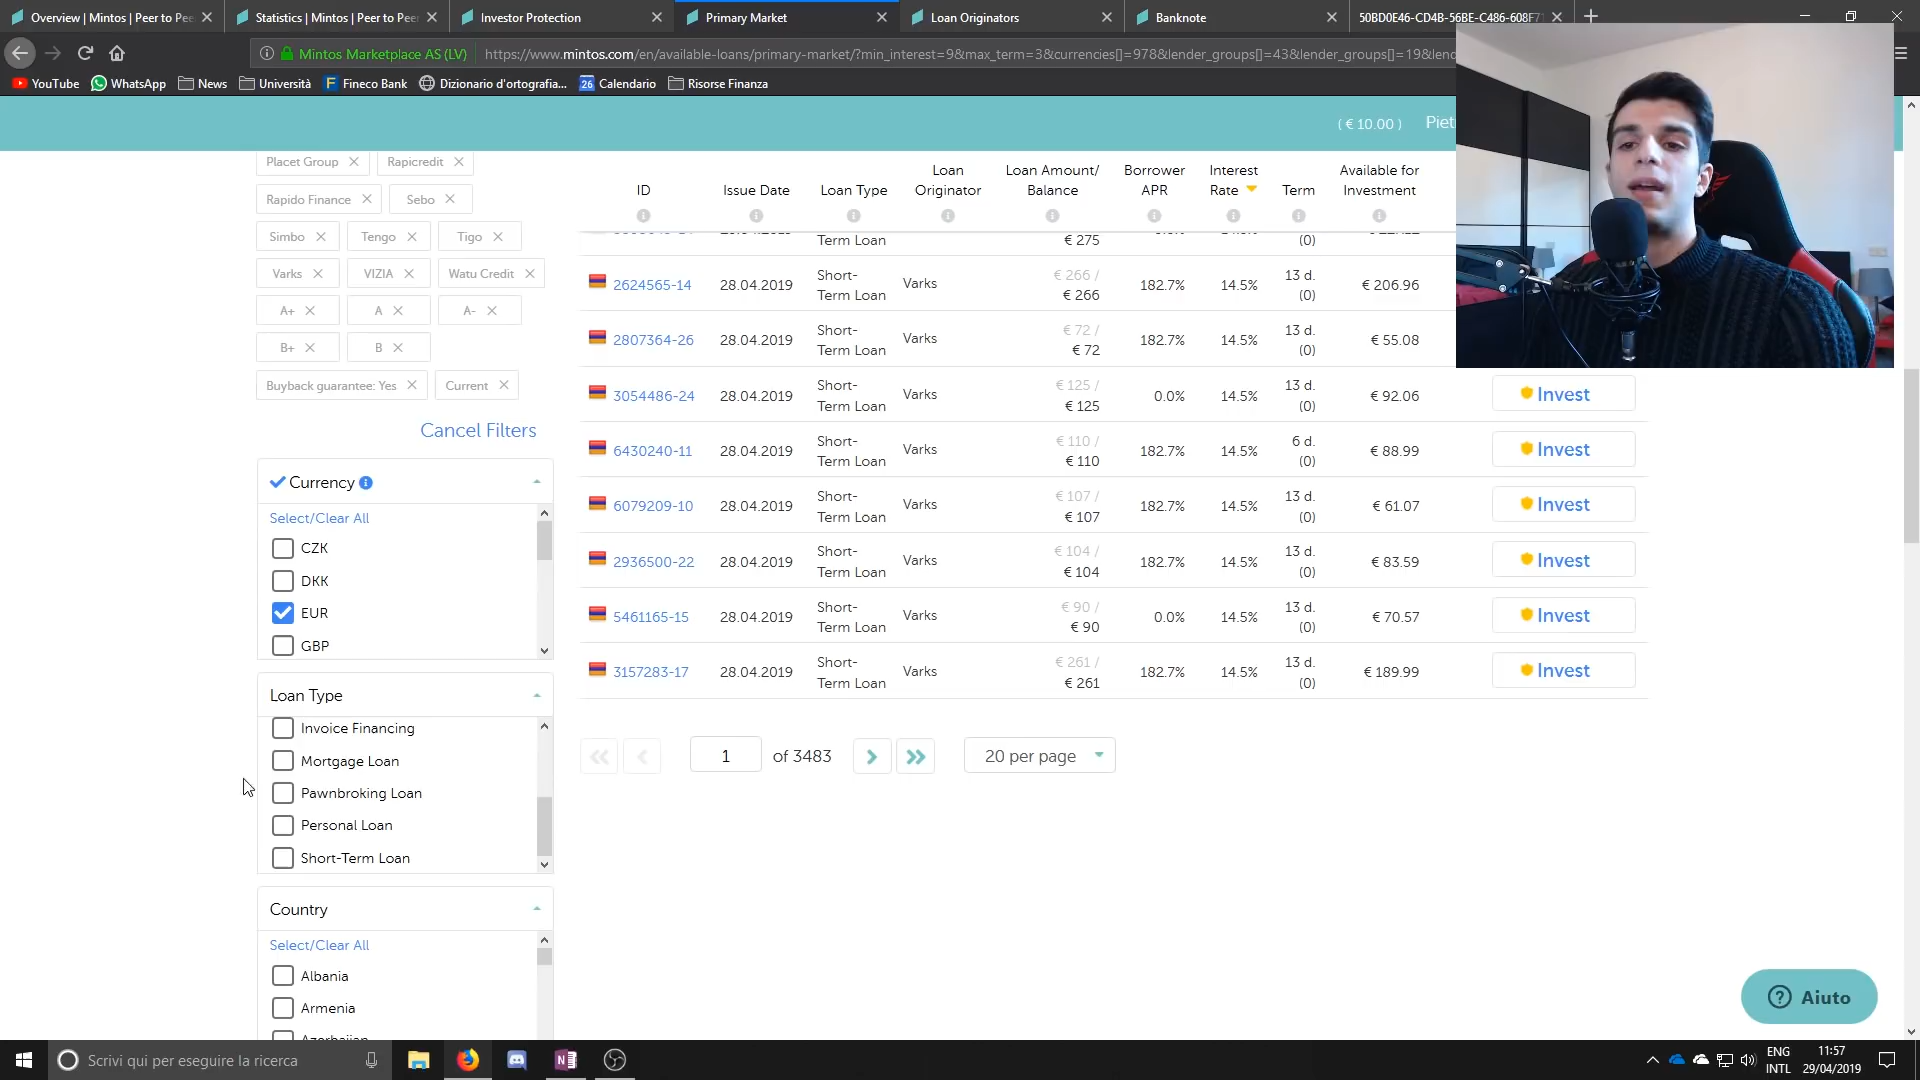 Overview | Mintos | Peer to Pee
Statistics | Mintos | Peer to Peer
Investor Protection
Primary Market
Loan Originators
Banknote
50BD0E46-CD4B-56BE-C486-608F71
Mintos Marketplace AS (LV)
https://www.mintos.com/en/available-loans/primary-market/?min_interest=9&max_term=3&currencies[]=978&lender_groups[]=43&lender_groups[]=19&lend
YouTube WhatsApp News Università Fineco Bank Dizionario d'ortografia... 26 Calendario Risorse Finanza
( € 10.00 ) Piet
Placet Group Rapicredit
Rapido Finance Sebo
Simbo Tengo Tigo
Varks VIZIA Watu Credit
A+ A A-
B+ B
Buyback guarantee: Yes Current
Cancel Filters
Currency
Select/Clear All
CZK
DKK
EUR
GBP
Loan Type
Invoice Financing
Mortgage Loan
Pawnbroking Loan
Personal Loan
Short-Term Loan
Country
Select/Clear All
Albania
Armenia
Azerbaijan
ID Issue Date Loan Type Loan Originator Loan Amount/ Balance Borrower APR Interest Rate Term Available for Investment
Term Loan € 275 (0)
2624565-14 28.04.2019 Short-Term Loan Varks € 266 / € 266 182.7% 14.5% 13 d. (0) € 206.96
2807364-26 28.04.2019 Short-Term Loan Varks € 72 / € 72 182.7% 14.5% 13 d. (0) € 55.08
3054486-24 28.04.2019 Short-Term Loan Varks € 125 / € 125 0.0% 14.5% 13 d. (0) € 92.06 Invest
6430240-11 28.04.2019 Short-Term Loan Varks € 110 / € 110 182.7% 14.5% 6 d. (0) € 88.99 Invest
6079209-10 28.04.2019 Short-Term Loan Varks € 107 / € 107 182.7% 14.5% 13 d. (0) € 61.07 Invest
2936500-22 28.04.2019 Short-Term Loan Varks € 104 / € 104 182.7% 14.5% 13 d. (0) € 83.59 Invest
5461165-15 28.04.2019 Short-Term Loan Varks € 90 / € 90 0.0% 14.5% 13 d. (0) € 70.57 Invest
3157283-17 28.04.2019 Short-Term Loan Varks € 261 / € 261 182.7% 14.5% 13 d. (0) € 189.99 Invest
1 of 3483 20 per page
Aiuto
Scrivi qui per eseguire la ricerca
ENG
INTL
11:57
29/04/2019